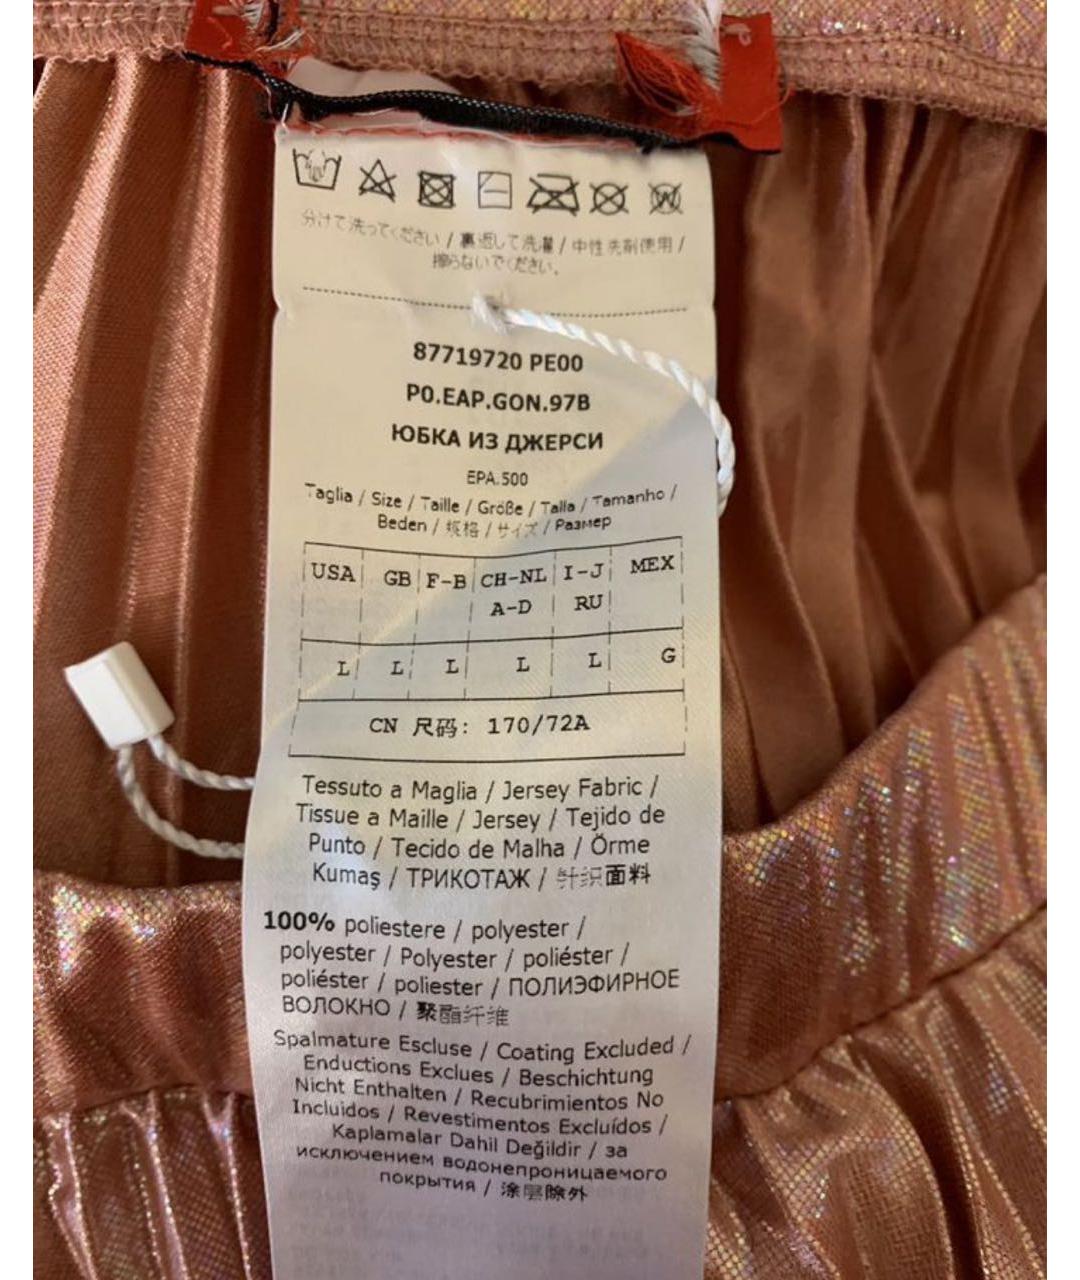 分けて洗ってください / 裏返して洗濯 / 中性洗剤使用 /
擦らないでください。
87719720 PE00
P0.EAP.GON.97B
ЮБКА ИЗ ДЖЕРСИ
EPA.500
Taglia / Size / Taille / Größe / Talla / Tamanho /
Beden / 规格 / サイズ / Размер
USA GB F-B CH-NL I-J MEX
A-D RU
L L L L L G
CN 尺码: 170/72A
Tessuto a Maglia / Jersey Fabric /
Tissue a Maille / Jersey / Tejido de
Punto / Tecido de Malha / Örme
Kumaş / ТРИКОТАЖ / 针织面料
100% poliestere / polyester /
polyester / Polyester / poliéster /
poliéster / poliester / ПОЛИЭФИРНОЕ
ВОЛОКНО / 聚酯纤维
Spalmature Escluse / Coating Excluded /
Enductions Exclues / Beschichtung
Nicht Enthalten / Recubrimientos No
Incluidos / Revestimentos Excluídos /
Kaplamalar Dahil Değildir / за
исключением водонепроницаемого
покрытия / 涂层除外